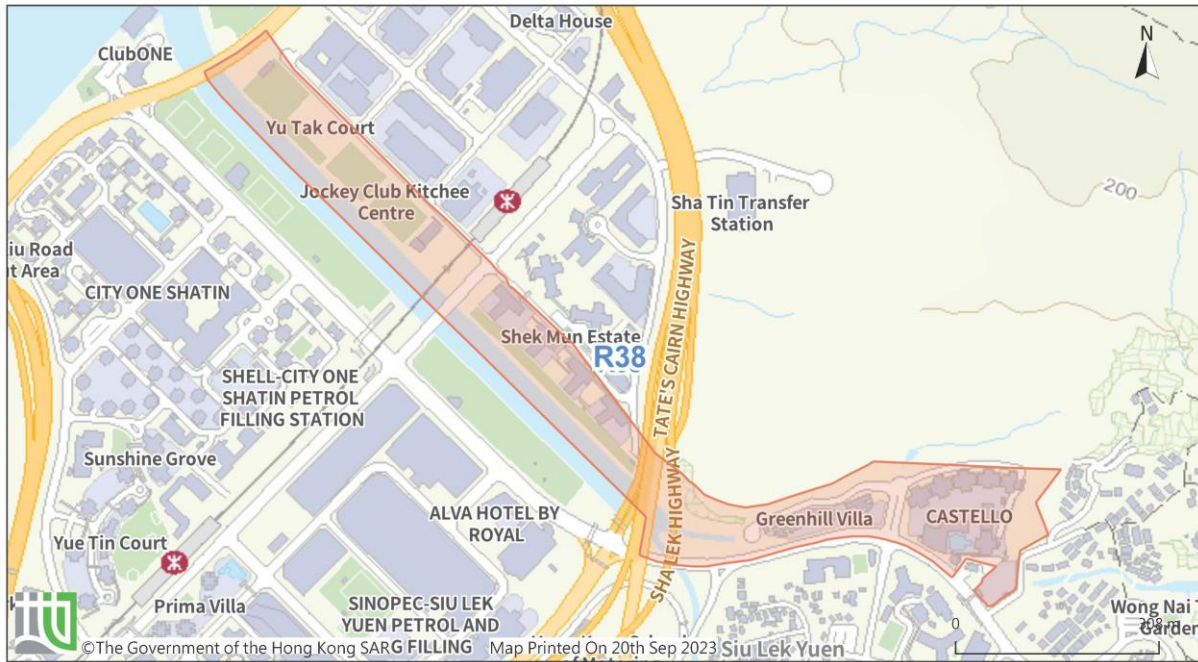 Delta House
ClubONE
N
Yu Tak Court
200
Jockey Club Kitchee
Centre
Sha Tin Transfer
Station
iu Road
t Area
CITY ONE SHATIN
TATE'S CAIRN HIGHWAY
Shek Mun Estate
R38
SHELL-CITY ONE
SHATIN PETROL
FILLING STATION
Sunshine Grove
SHA LEK HIGHWAY
ALVA HOTEL BY
ROYAL
Greenhill Villa
CASTELLO
Yue Tin Court
Prima Villa
SINOPEC-SIU LEK
YUEN PETROL AND
G FILLING
Wong Nai T
Garden
Siu Lek Yuen
©The Government of the Hong Kong SAR
Map Printed On 20th Sep 2023
0